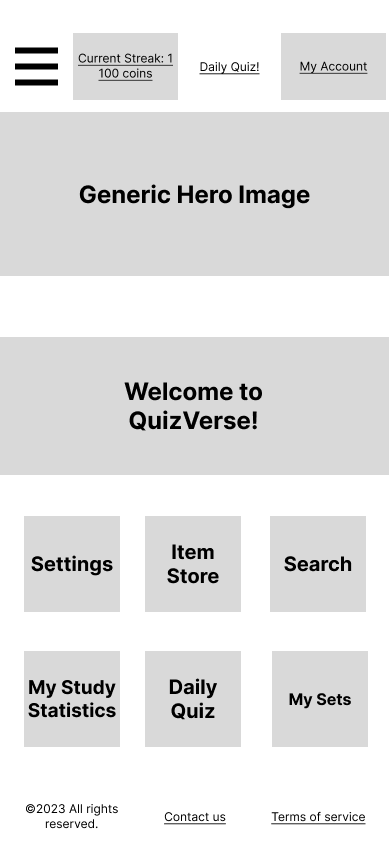 Current Streak: 1
100 coins
Daily Quiz!
My Account
Generic Hero Image
Welcome to
QuizVerse!
Settings
Item
Store
Search
My Study
Statistics
Daily
Quiz
My Sets
©2023 All rights
reserved.
Contact us
Terms of service